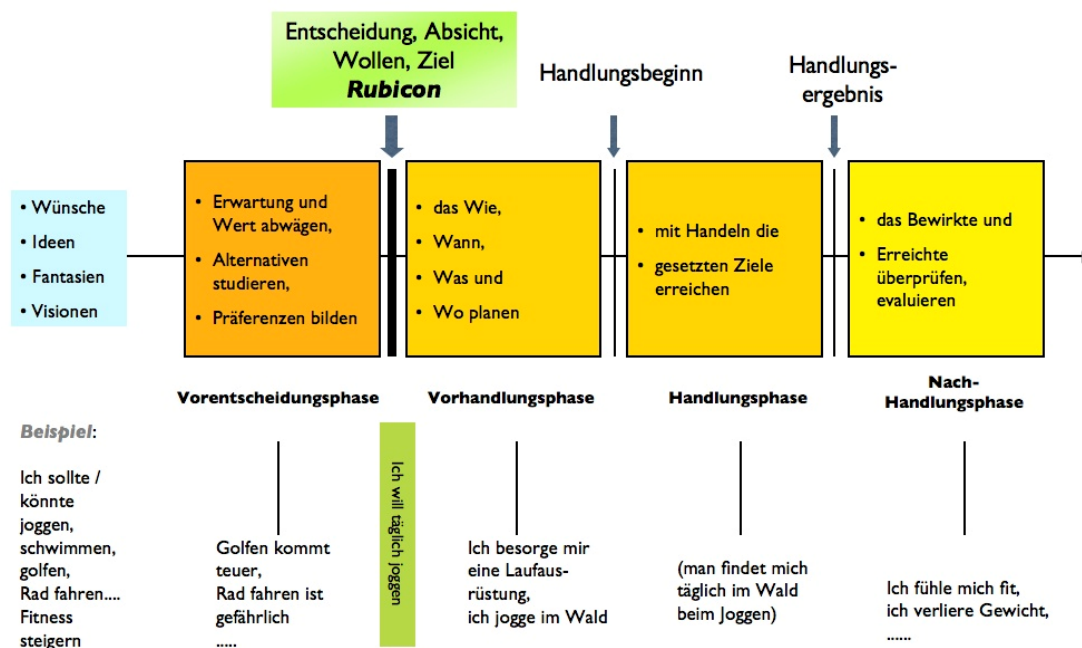 Entscheidung, Absicht,
Wollen, Ziel
Rubicon
Handlungsbeginn
Handlungs-
ergebnis
• Wünsche
• Ideen
• Fantasien
• Visionen
• Erwartung und
Wert abwägen,
• Alternativen
studieren,
• Präferenzen bilden
• das Wie,
• Wann,
• Was und
• Wo planen
• mit Handeln die
• gesetzten Ziele
erreichen
• das Bewirkte und
• Erreichte
überprüfen,
evaluieren
Vorentscheidungsphase
Vorhandlungsphase
Handlungsphase
Nach-
Handlungsphase
Beispiel:
Ich sollte /
könnte
joggen,
schwimmen,
golfen,
Rad fahren....
Fitness
steigern
Golfen kommt
teuer,
Rad fahren ist
gefährlich
.....
Ich will täglich joggen
Ich besorge mir
eine Laufaus-
rüstung,
ich jogge im Wald
(man findet mich
täglich im Wald
beim Joggen)
Ich fühle mich fit,
ich verliere Gewicht,
......